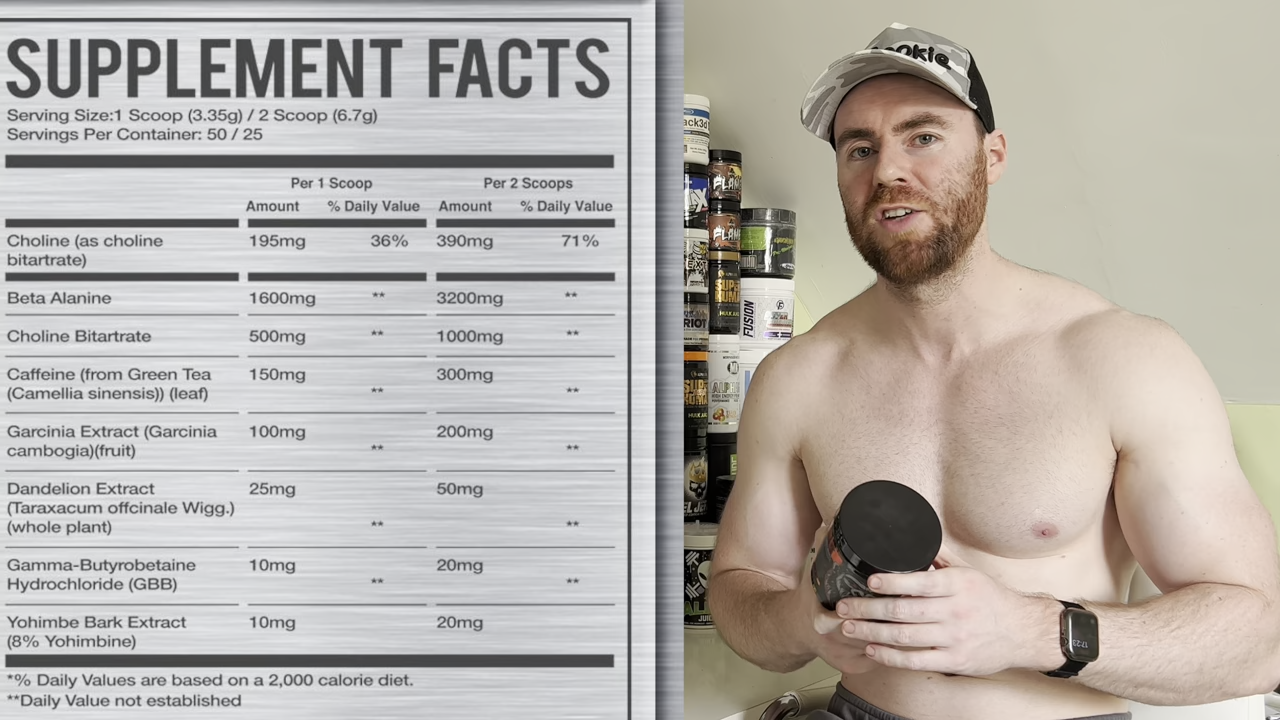 SUPPLEMENT FACTS
Serving Size:1 Scoop (3.35g) / 2 Scoop (6.7g)
Servings Per Container: 50 / 25
Per 1 Scoop Per 2 Scoops
Amount % Daily Value Amount % Daily Value
Choline (as choline 195mg 36% 390mg 71%
bitartrate)
Beta Alanine 1600mg ** 3200mg **
Choline Bitartrate 500mg ** 1000mg **
Caffeine (from Green Tea 150mg 300mg
(Camellia sinensis)) (leaf) ** **
Garcinia Extract (Garcinia 100mg 200mg
cambogia)(fruit) ** **
Dandelion Extract 25mg 50mg
(Taraxacum offcinale Wigg.)
(whole plant) ** **
Gamma-Butyrobetaine 10mg 20mg
Hydrochloride (GBB) ** **
Yohimbe Bark Extract 10mg 20mg
(8% Yohimbine)
*% Daily Values are based on a 2,000 calorie diet.
**Daily Value not established
ack3d
FUSION
17:23